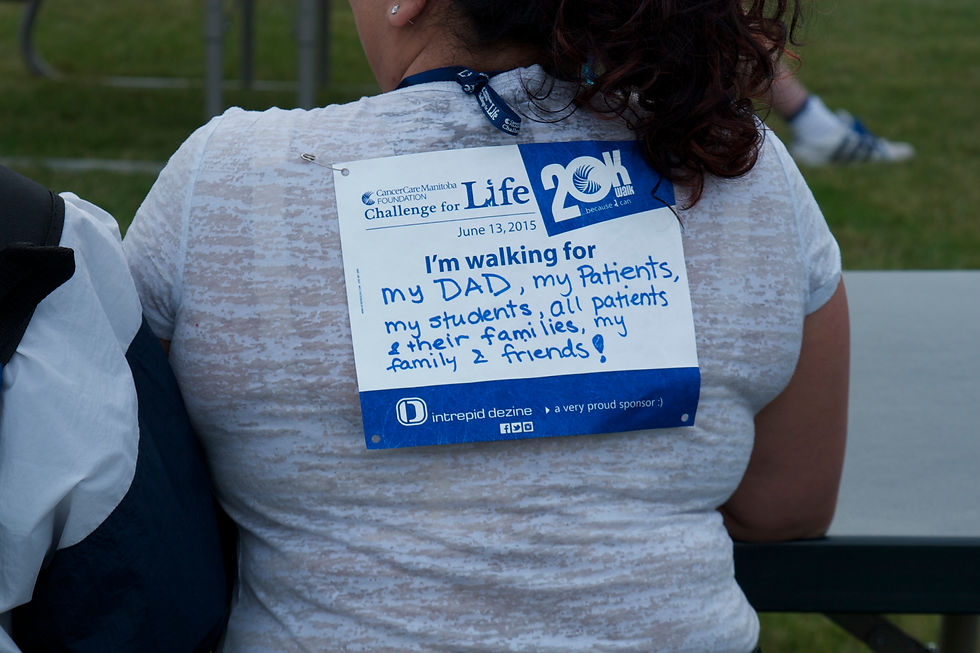 CancerCare Manitoba
FOUNDATION
Challenge for Life
June 13, 2015
20K
walk
...because I can
I'm walking for
my DAD, my Patients,
my students, all patients
& their families, my
family & friends!
intrepid dezine
a very proud sponsor :)